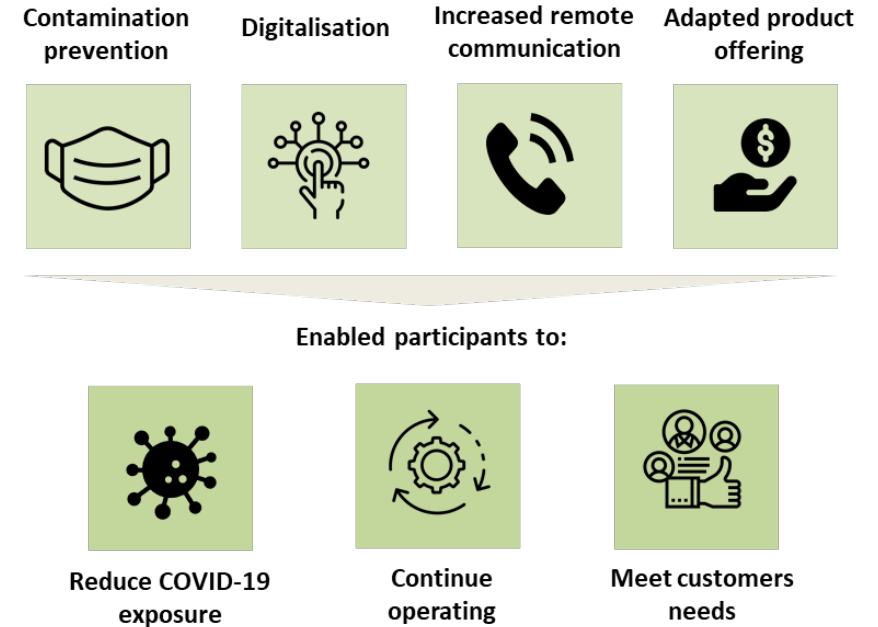 Contamination
prevention
Digitalisation
Increased remote
communication
Adapted product
offering
$
Enabled participants to:
Reduce COVID-19
exposure
Continue
operating
Meet customers
needs